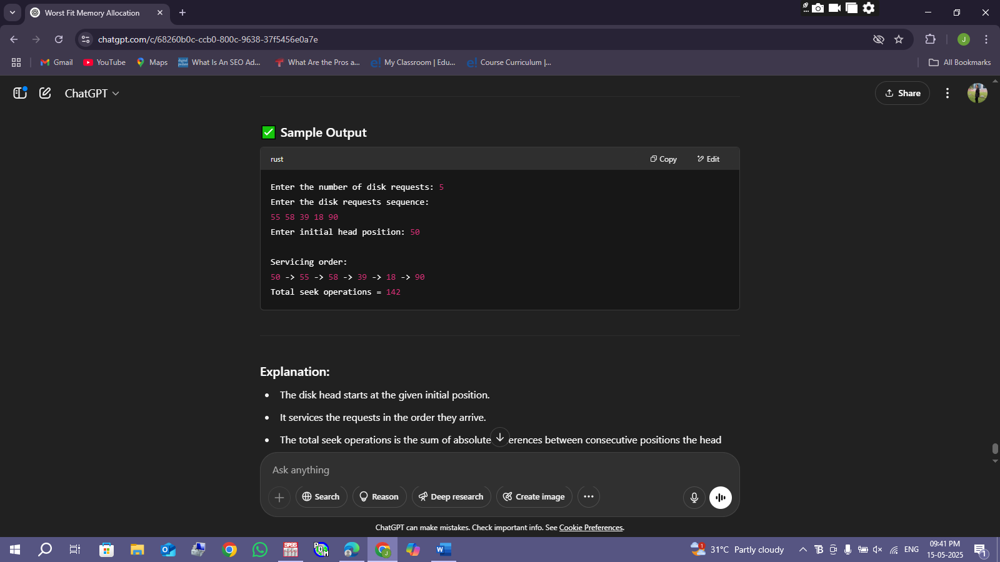 Worst Fit Memory Allocation
chatgpt.com/c/68260b0c-ccb0-800c-9638-37f5456e0a7e
J
Gmail
YouTube
Maps
What Is An SEO Ad...
What Are the Pros a...
My Classroom | Edu...
Course Curriculum |...
All Bookmarks
ChatGPT
Share
Sample Output
rust
Copy
Edit
Enter the number of disk requests: 5
Enter the disk requests sequence:
55 58 39 18 90
Enter initial head position: 50
Servicing order:
50 -> 55 -> 58 -> 39 -> 18 -> 90
Total seek operations = 142
Explanation:
• The disk head starts at the given initial position.
• It services the requests in the order they arrive.
• The total seek operations is the sum of absolute erences between consecutive positions the head
Ask anything
Search
Reason
Deep research
Create image
ChatGPT can make mistakes. Check important info. See Cookie Preferences.
31°C Partly cloudy
ENG
09:41 PM
15-05-2025
1